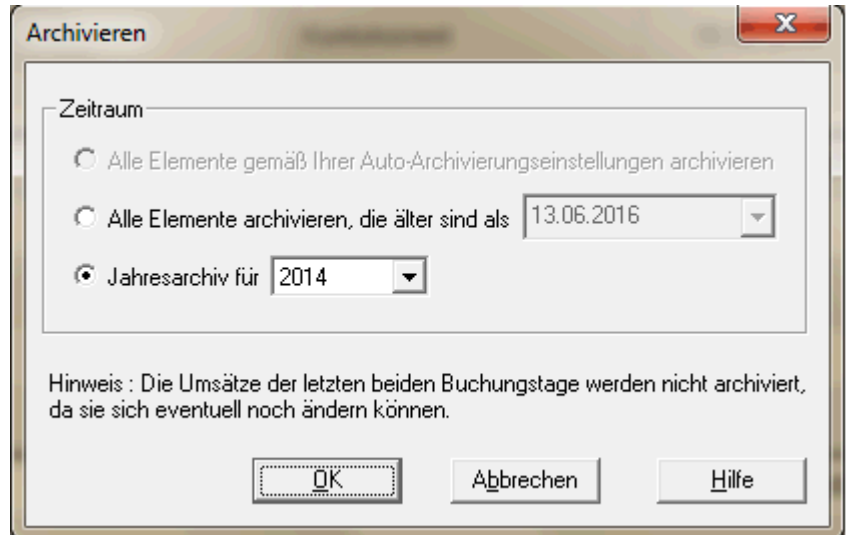 Archivieren
Zeitraum
Alle Elemente gemäß Ihrer Auto-Archivierungseinstellungen archivieren
Alle Elemente archivieren, die älter sind als 13.06.2016
Jahresarchiv für 2014
Hinweis : Die Umsätze der letzten beiden Buchungstage werden nicht archiviert,
da sie sich eventuell noch ändern können.
OK Abbrechen Hilfe